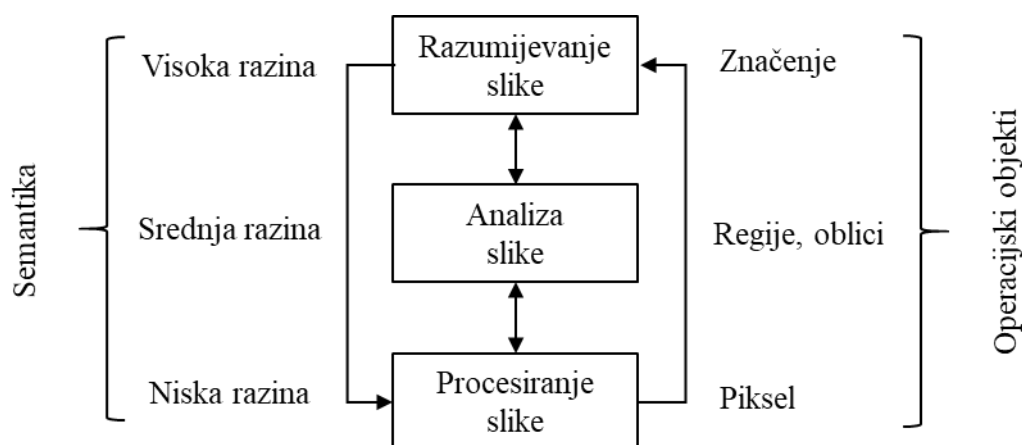 Semantika
Visoka razina
Srednja razina
Niska razina
Razumijevanje
slike
Analiza
slike
Procesiranje
slike
Značenje
Regije, oblici
Piksel
Operacijski objekti